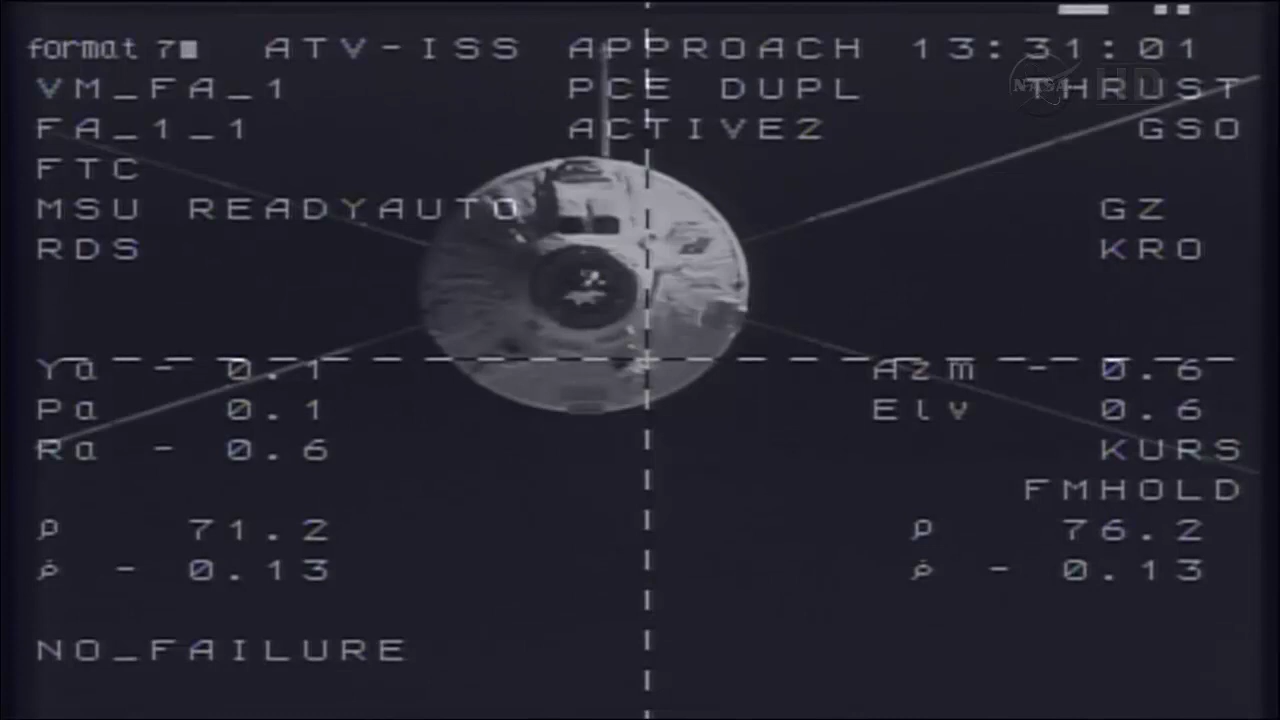 format 7 ATV-ISS APPROACH 13:31:01
VM_FA_1 PCE DUPL THRUST
NASA HD
FA_1_1 ACTIVE2 GSO
FTC
MSU READYAUTO GZ
RDS KRO
Ya - 0.1 Azm - 0.6
Pa 0.1 Elv 0.6
Ra - 0.6 KURS
FMHOLD
ρ 71.2 ρ 76.2
ρ̇ - 0.13 ρ̇ - 0.13
NO_FAILURE